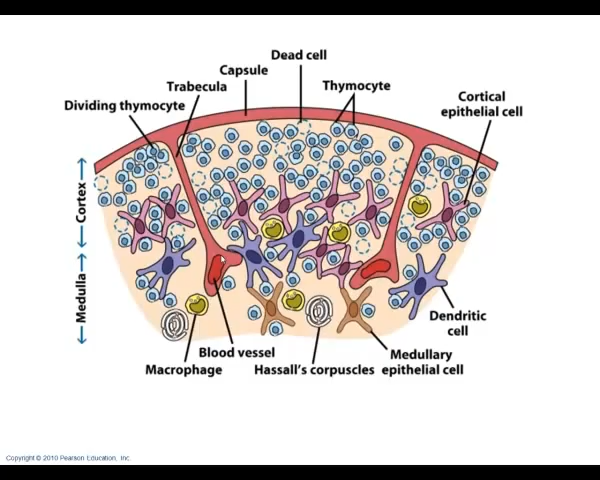 Dead cell
Capsule
Trabecula
Thymocyte
Dividing thymocyte
Cortical
epithelial cell
Cortex
Medulla
Dendritic
cell
Blood vessel
Medullary
Macrophage
Hassall's corpuscles
epithelial cell
Copyright © 2010 Pearson Education, Inc.